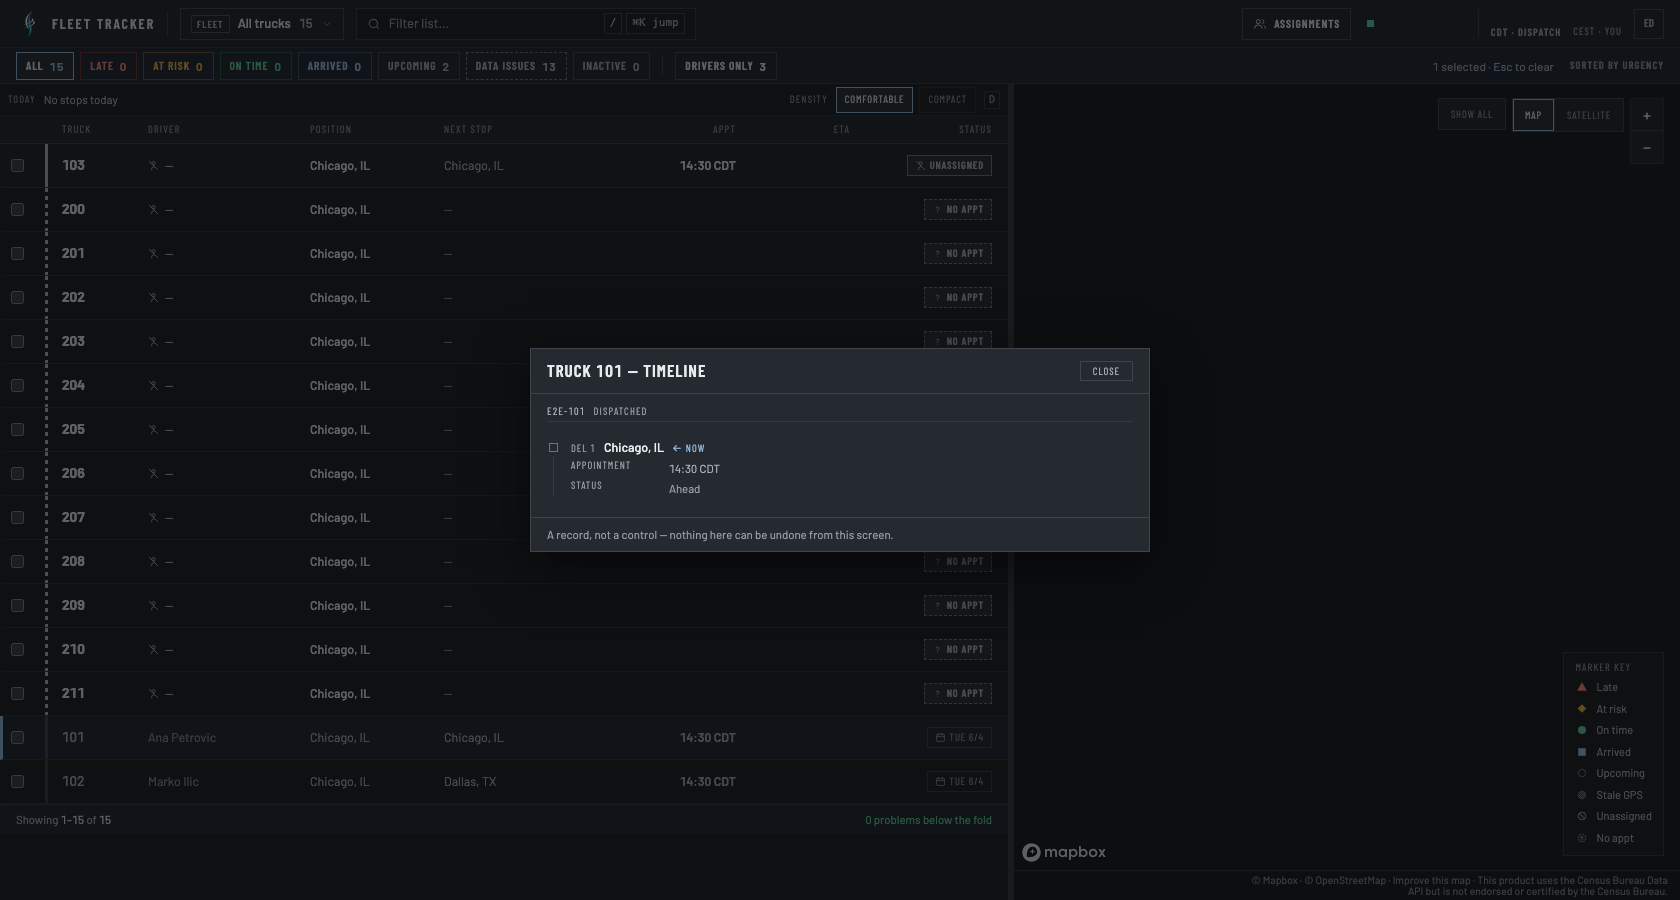 FLEET TRACKER
FLEET All trucks 15
Filter list...
/ ⌘K jump
ASSIGNMENTS
CDT · DISPATCH CEST · YOU
ED
ALL 15 LATE 0 AT RISK 0 ON TIME 0 ARRIVED 0 UPCOMING 2 DATA ISSUES 13 INACTIVE 0 DRIVERS ONLY 3
1 selected · Esc to clear SORTED BY URGENCY
TODAY No stops today
DENSITY COMFORTABLE COMPACT D
SHOW ALL MAP SATELLITE + −
TRUCK DRIVER POSITION NEXT STOP APPT ETA STATUS
103 — Chicago, IL Chicago, IL 14:30 CDT UNASSIGNED
200 — Chicago, IL — ? NO APPT
201 — Chicago, IL — ? NO APPT
202 — Chicago, IL — ? NO APPT
203 — Chicago, IL — ? NO APPT
204 — Chicago, IL
205 — Chicago, IL
206 — Chicago, IL
207 — Chicago, IL
208 — Chicago, IL — ? NO APPT
209 — Chicago, IL — ? NO APPT
210 — Chicago, IL — ? NO APPT
211 — Chicago, IL — ? NO APPT
101 Ana Petrovic Chicago, IL Chicago, IL 14:30 CDT TUE 6/4
102 Marko Ilic Chicago, IL Dallas, TX 14:30 CDT TUE 6/4
Showing 1–15 of 15
0 problems below the fold
TRUCK 101 — TIMELINE
CLOSE
E2E-101 DISPATCHED
DEL 1 Chicago, IL ← NOW
APPOINTMENT 14:30 CDT
STATUS Ahead
A record, not a control — nothing here can be undone from this screen.
MARKER KEY
Late
At risk
On time
Arrived
Upcoming
Stale GPS
Unassigned
No appt
mapbox
© Mapbox · © OpenStreetMap · Improve this map · This product uses the Census Bureau Data
API but is not endorsed or certified by the Census Bureau.